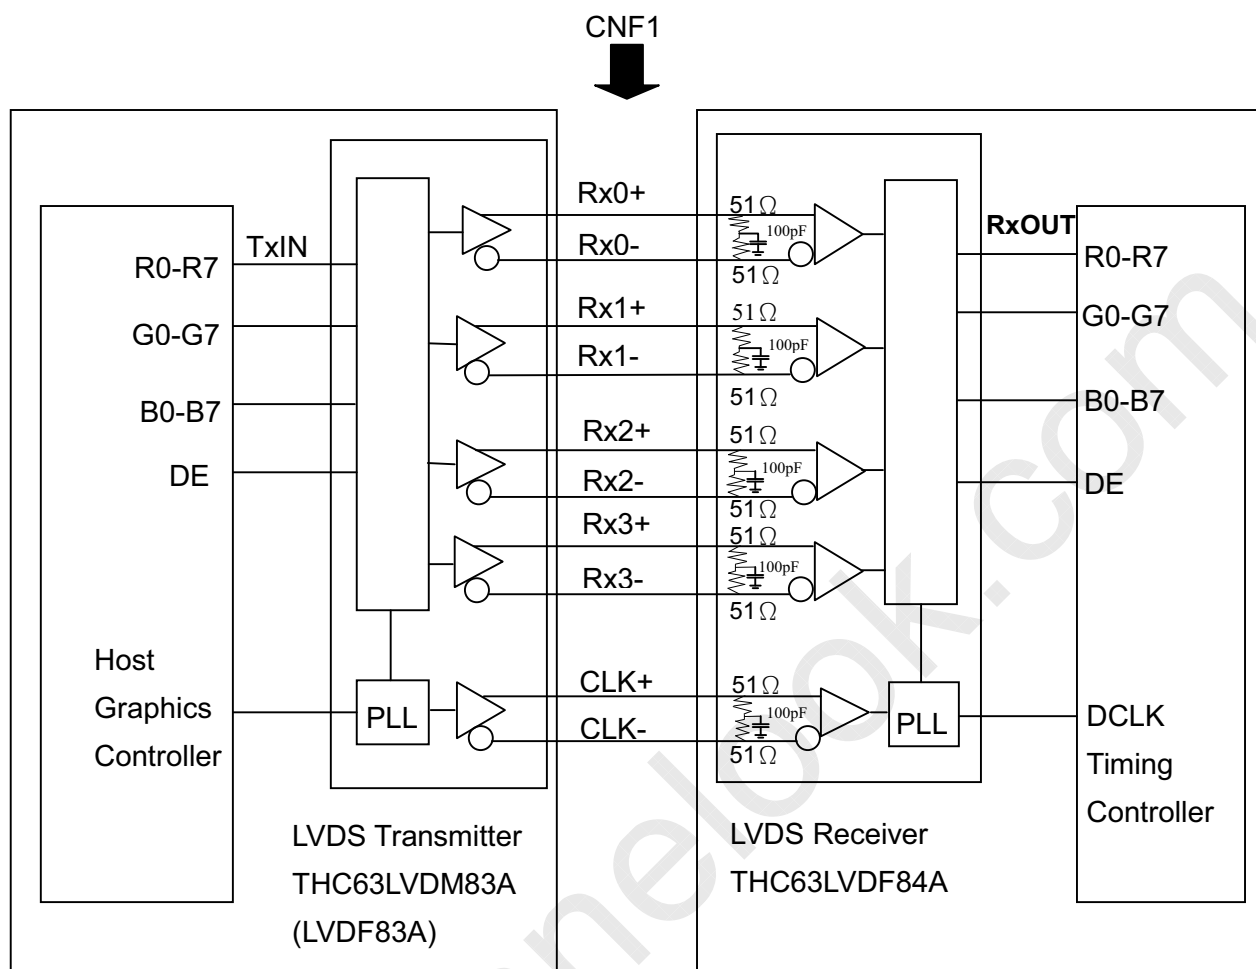 CNF1
R0-R7
G0-G7
B0-B7
DE
Host
Graphics
Controller
TxIN
PLL
LVDS Transmitter
THC63LVDM83A
(LVDF83A)
Rx0+
Rx0-
Rx1+
Rx1-
Rx2+
Rx2-
Rx3+
Rx3-
CLK+
CLK-
51Ω
100pF
51Ω
51Ω
100pF
51Ω
51Ω
100pF
51Ω
51Ω
100pF
51Ω
51Ω
100pF
51Ω
PLL
LVDS Receiver
THC63LVDF84A
RxOUT
R0-R7
G0-G7
B0-B7
DE
DCLK
Timing
Controller
nelook.com